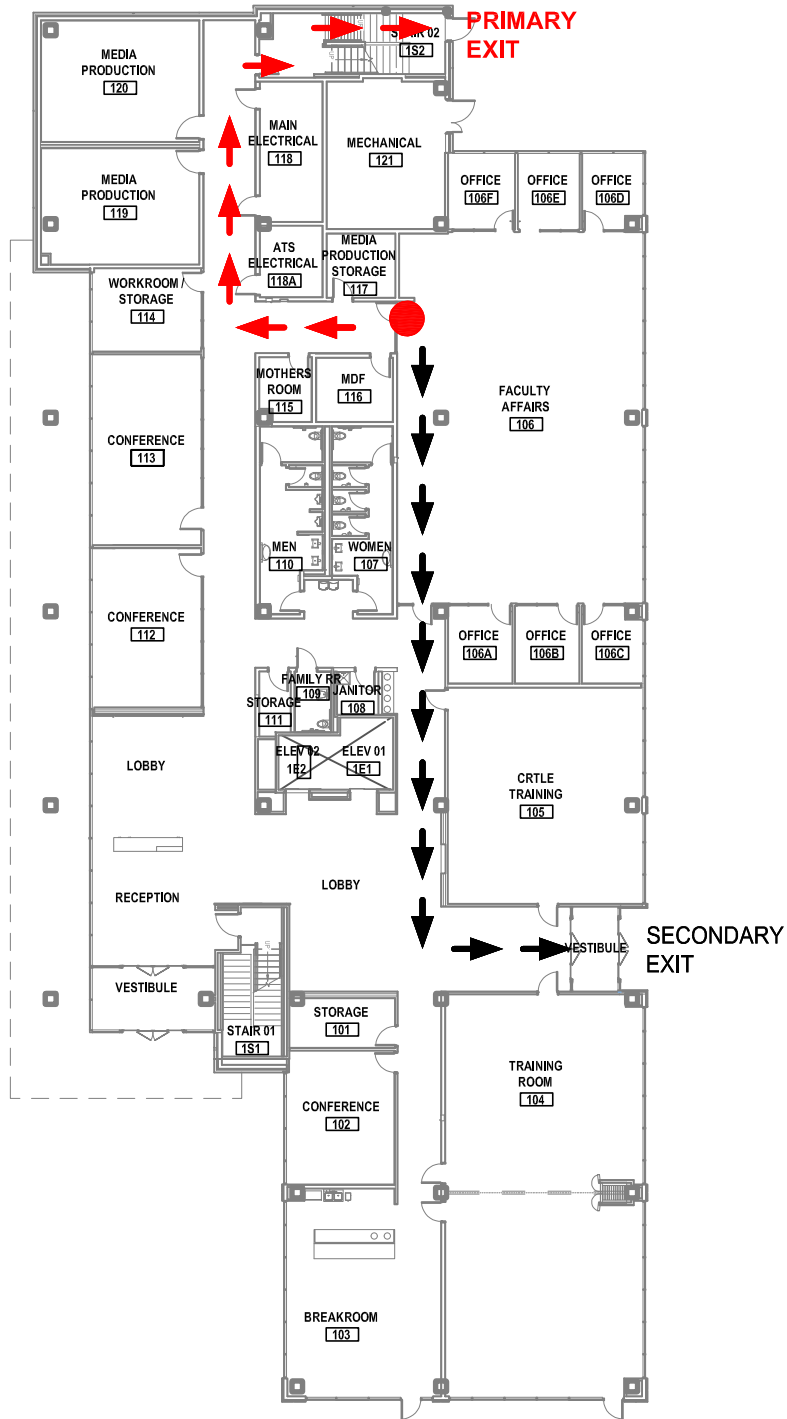 PRIMARY
EXIT
STAIR 02
1S2
UP
UP
MEDIA
PRODUCTION
120
MAIN
ELECTRICAL
118
MECHANICAL
121
MEDIA
PRODUCTION
119
OFFICE
106F
OFFICE
106E
OFFICE
106D
ATS
ELECTRICAL
118A
MEDIA
PRODUCTION
STORAGE
117
WORKROOM /
STORAGE
114
MOTHERS
ROOM
115
MDF
116
FACULTY
AFFAIRS
106
CONFERENCE
113
MEN
110
WOMEN
107
CONFERENCE
112
OFFICE
106A
OFFICE
106B
OFFICE
106C
FAMILY RR
109
JANITOR
108
STORAGE
111
ELEV 02
1E2
ELEV 01
1E1
LOBBY
CRTLE
TRAINING
105
RECEPTION
LOBBY
UP
VESTIBULE
SECONDARY
EXIT
VESTIBULE
STAIR 01
1S1
STORAGE
101
TRAINING
ROOM
104
CONFERENCE
102
BREAKROOM
103